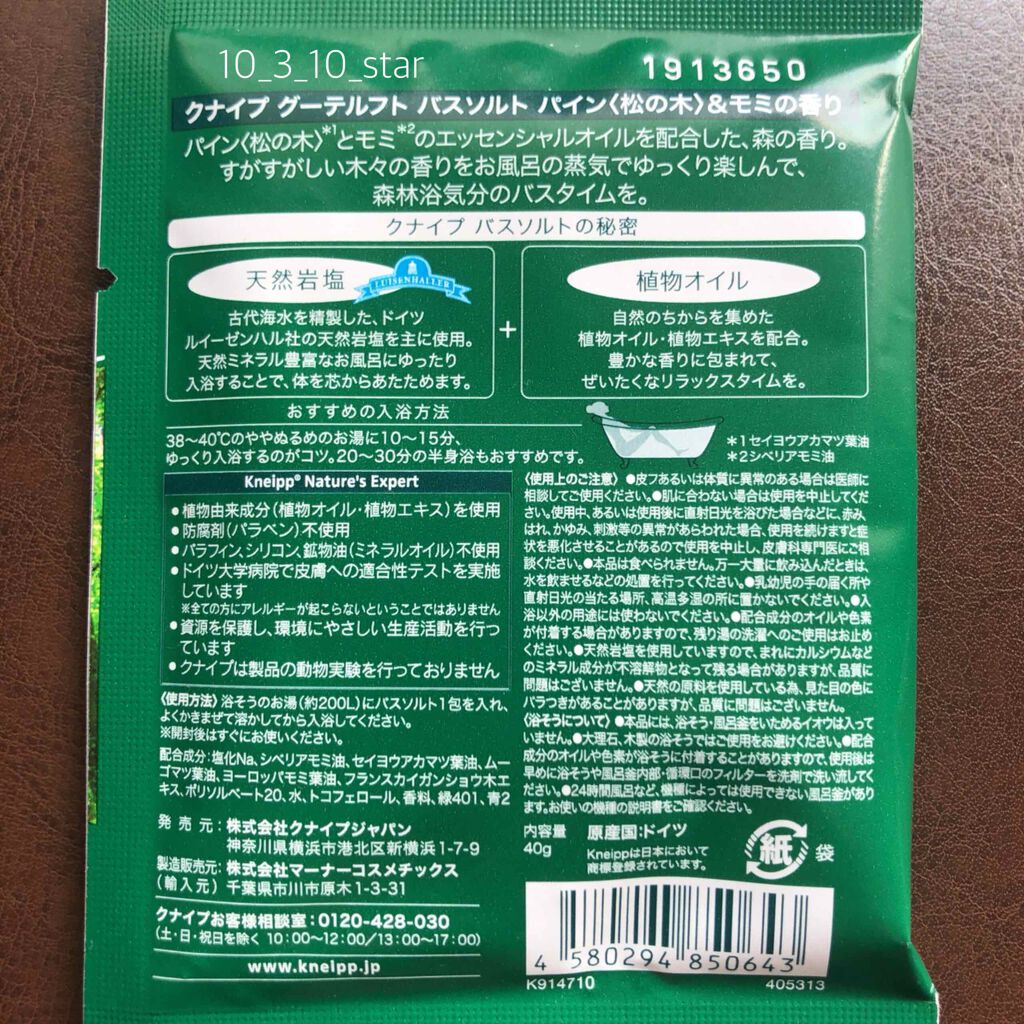 10_3_10_star
1913650
クナイプ グーテルフト バスソルト パイン〈松の木〉&モミの香り
パイン〈松の木〉*1とモミ*2のエッセンシャルオイルを配合した、森の香り。
すがすがしい木々の香りをお風呂の蒸気でゆっくり楽しんで、
森林浴気分のバスタイムを。
クナイプ バスソルトの秘密
天然岩塩
LUISENHALLER
古代海水を精製した、ドイツ
ルイーゼンハル社の天然岩塩を主に使用。
天然ミネラル豊富なお風呂にゆったり
入浴することで、体を芯からあたためます。
+
植物オイル
自然のちからを集めた
植物オイル・植物エキスを配合。
豊かな香りに包まれて、
ぜいたくなリラックスタイムを。
おすすめの入浴方法
38〜40℃のややぬるめのお湯に10〜15分、
ゆっくり入浴するのがコツ。20〜30分の半身浴もおすすめです。
*1セイヨウアカマツ葉油
*2シベリアモミ油
Kneipp® Nature's Expert
●植物由来成分(植物オイル・植物エキス)を使用
●防腐剤(パラベン)不使用
●パラフィン、シリコン、鉱物油(ミネラルオイル)不使用
●ドイツ大学病院で皮膚への適合性テストを実施
しています
※全ての方にアレルギーが起こらないということではありません
●資源を保護し、環境にやさしい生産活動を行っ
ています
●クナイプは製品の動物実験を行っておりません
〈使用方法〉浴そうのお湯(約200L)にバスソルト1包を入れ、
よくかきまぜて溶かしてから入浴してください。
※開封後はすぐにお使いください。
配合成分:塩化Na、シベリアモミ油、セイヨウアカマツ葉油、ムー
ゴマツ葉油、ヨーロッパモミ葉油、フランスカイガンショウ木エ
キス、ポリソルベート20、水、トコフェロール、香料、緑401、青2
発売元:株式会社クナイプジャパン
神奈川県横浜市港北区新横浜1-7-9
製造販売元:株式会社マーナーコスメチックス
(輸入元)千葉県市川市原木1-3-31
クナイプお客様相談室:0120-428-030
(土・日・祝日を除く 10:00〜12:00/13:00〜17:00)
www.kneipp.jp
〈使用上のご注意〉●皮フあるいは体質に異常のある場合は医師に
相談してご使用ください。●肌に合わない場合は使用を中止してくだ
さい。使用中、あるいは使用後に直射日光を浴びた場合などに、赤み、
はれ、かゆみ、刺激等の異常があらわれた場合、使用を続けますと症
状を悪化させることがあるので使用を中止し、皮膚科専門医にご相
談ください。●本品は食べられません。万一大量に飲み込んだときは、
水を飲ませるなどの処置を行ってください。●乳幼児の手の届く所や
直射日光の当たる場所、高温多湿の所に置かないでください。●入
浴以外の用途には使わないでください。●配合成分のオイルや色素
が付着する場合がありますので、残り湯の洗濯へのご使用はお止め
ください。●天然岩塩を使用していますので、まれにカルシウムなど
のミネラル成分が不溶解物となって残る場合がありますが、品質に
問題はございません。●天然の原料を使用している為、見た目の色に
バラつきがあることがありますが、品質に問題はございません。
〈浴そうについて〉●本品には、浴そう・風呂釜をいためるイオウは入って
いません。●大理石、木製の浴そうではご使用をお避けください。●配合
成分のオイルや色素が浴そうに付着することがありますので、使用後は
早めに浴そうや風呂釜内部・循環口のフィルターを洗剤で洗い流してく
ださい。●24時間風呂など、機種によっては使用できない風呂釜があり
ます。お使いの機種の説明書をご確認ください。
内容量
40g
原産国:ドイツ
Kneippは日本において
商標登録されています。
紙
袋
4 580294 850643
K914710
405313